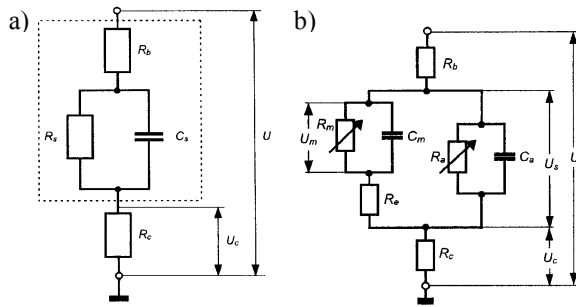 a)
R_b
R_s
C_s
U
R_c
U_c
b)
R_b
R_m
U_m
C_m
R_a
C_a
U_s
U
R_e
R_c
U_c